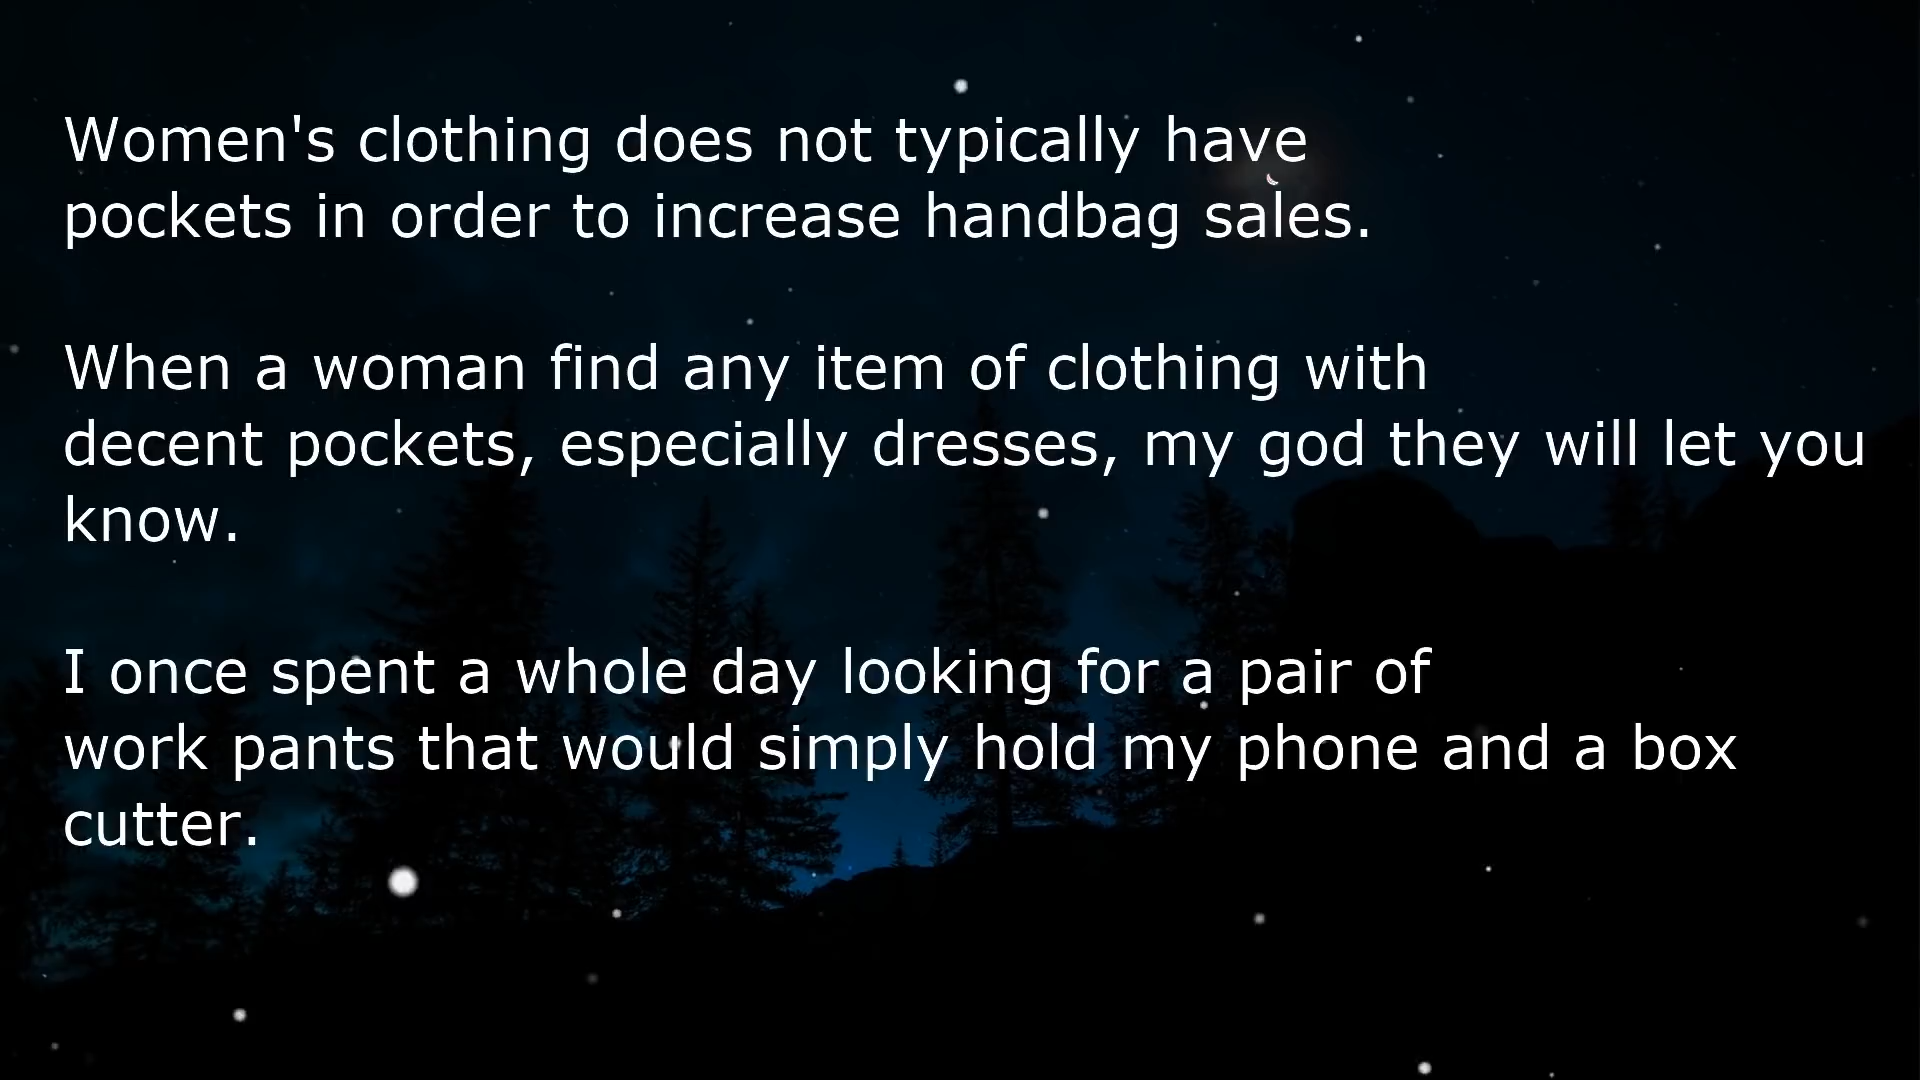 Women's clothing does not typically have
pockets in order to increase handbag sales.
When a woman find any item of clothing with
decent pockets, especially dresses, my god they will let you
know.
I once spent a whole day looking for a pair of
work pants that would simply hold my phone and a box
cutter.